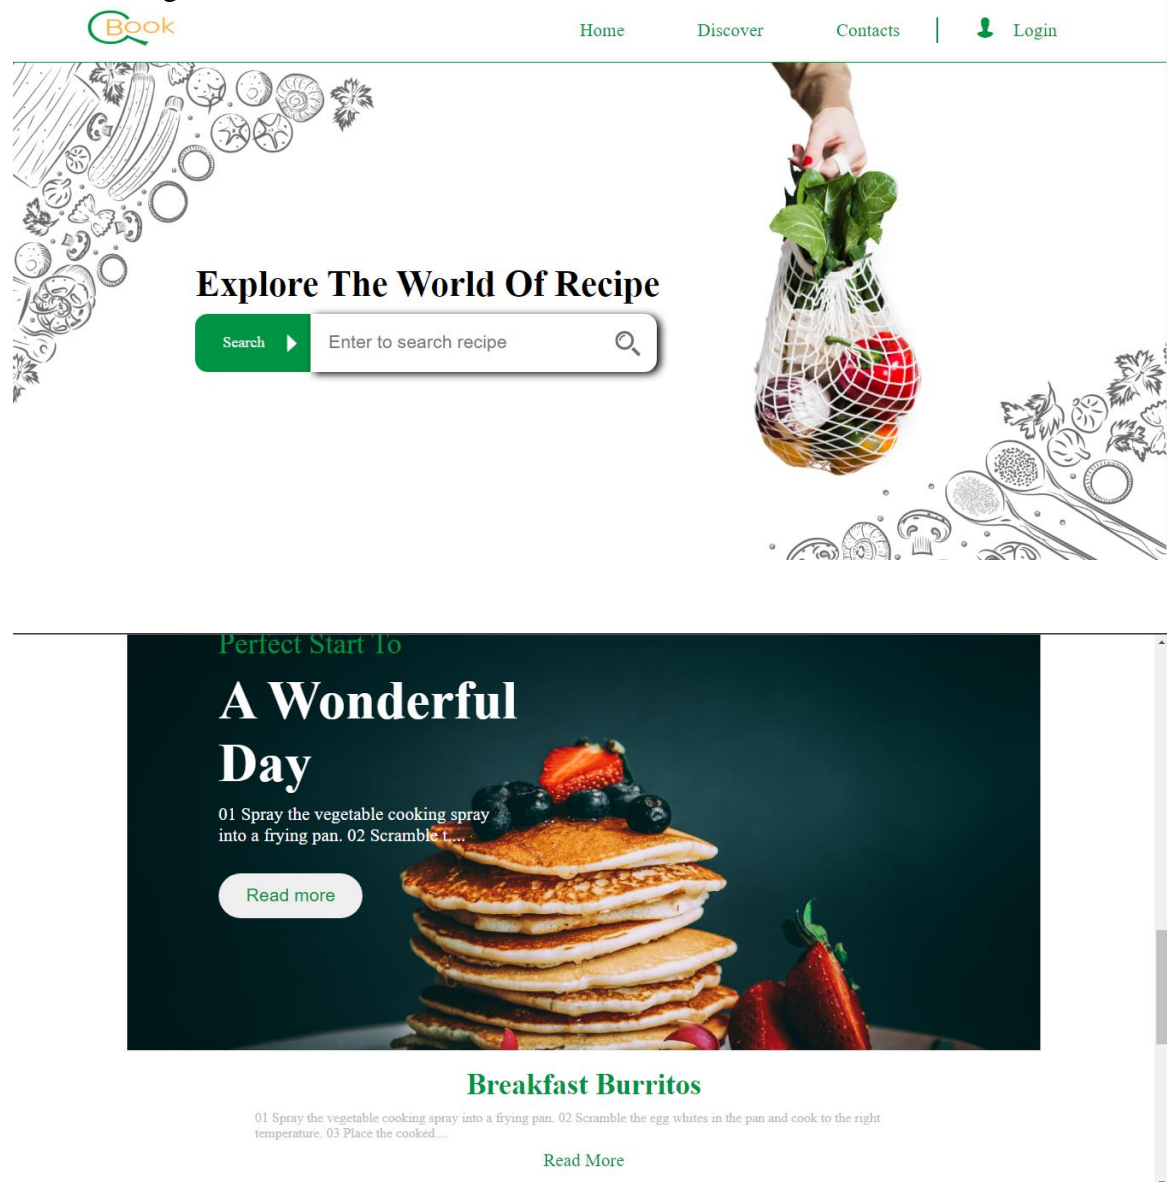 Book
Home Discover Contacts Login
Explore The World Of Recipe
Search Enter to search recipe
Perfect Start To
A Wonderful
Day
01 Spray the vegetable cooking spray
into a frying pan. 02 Scramble t....
Read more
Breakfast Burritos
01 Spray the vegetable cooking spray into a frying pan. 02 Scramble the egg whites in the pan and cook to the right
temperature. 03 Place the cooked....
Read More